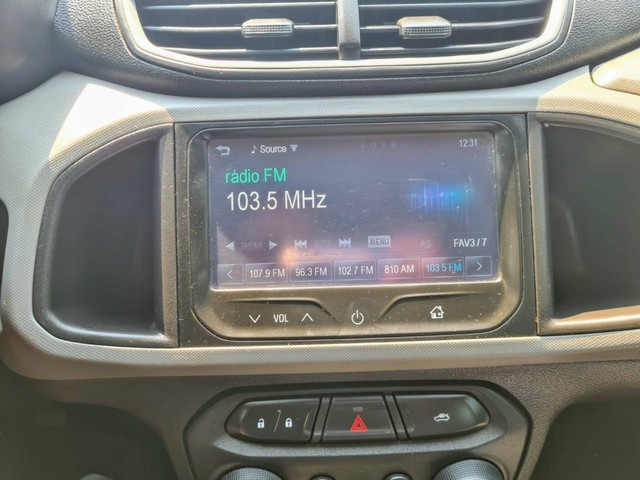 ♪ Source ▼ 12:31
rádio FM
103.5 MHz
MENU AS FAV3 / 7
107.9 FM 96.3 FM 102.7 FM 810 AM 103.5 FM
VOL